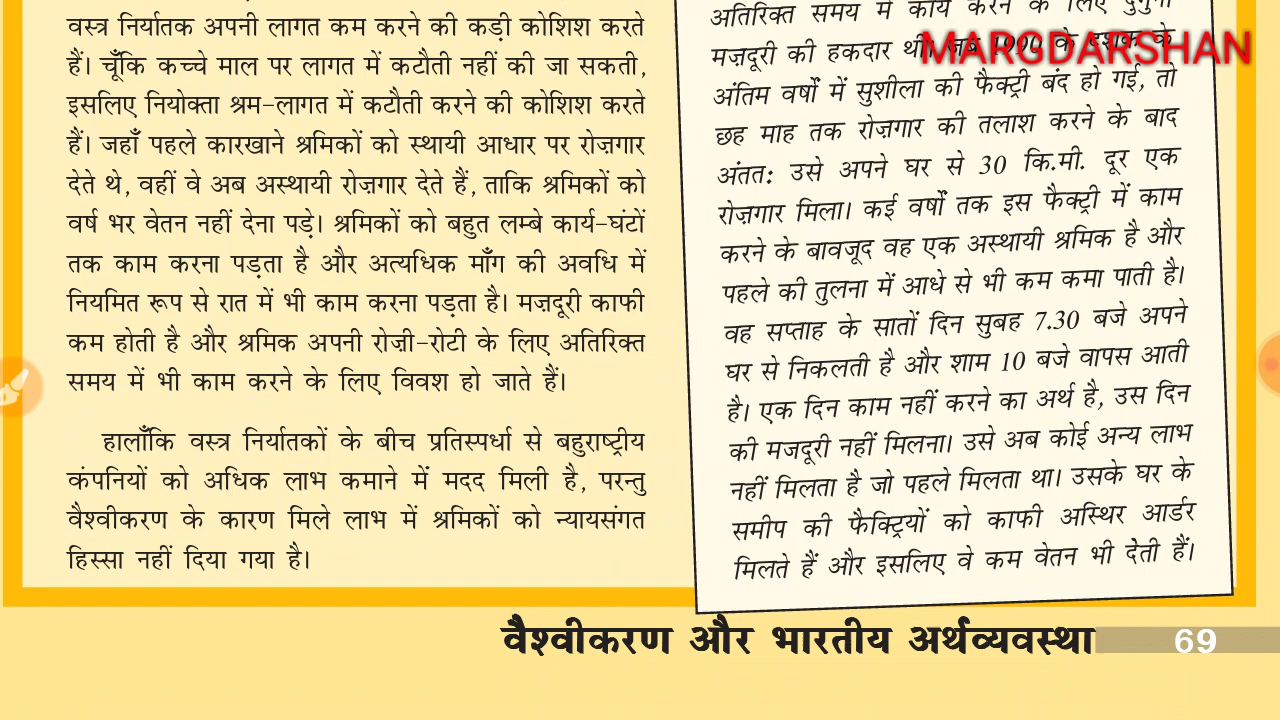 वस्त्र निर्यातक अपनी लागत कम करने की कड़ी कोशिश करते
हैं। चूँकि कच्चे माल पर लागत में कटौती नहीं की जा सकती,
इसलिए नियोक्ता श्रम-लागत में कटौती करने की कोशिश करते
हैं। जहाँ पहले कारखाने श्रमिकों को स्थायी आधार पर रोज़गार
देते थे, वहीं वे अब अस्थायी रोज़गार देते हैं, ताकि श्रमिकों को
वर्ष भर वेतन नहीं देना पड़े। श्रमिकों को बहुत लम्बे कार्य-घंटों
तक काम करना पड़ता है और अत्यधिक माँग की अवधि में
नियमित रूप से रात में भी काम करना पड़ता है। मज़दूरी काफी
कम होती है और श्रमिक अपनी रोज़ी-रोटी के लिए अतिरिक्त
समय में भी काम करने के लिए विवश हो जाते हैं।
हालाँकि वस्त्र निर्यातकों के बीच प्रतिस्पर्धा से बहुराष्ट्रीय
कंपनियों को अधिक लाभ कमाने में मदद मिली है, परन्तु
वैश्वीकरण के कारण मिले लाभ में श्रमिकों को न्यायसंगत
हिस्सा नहीं दिया गया है।
अतिरिक्त समय में कार्य करने के लिए दुगुनी
मज़दूरी की हकदार थी। जब 1990 के दशक के
अंतिम वर्षों में सुशीला की फैक्ट्री बंद हो गई, तो
छह माह तक रोज़गार की तलाश करने के बाद
अंततः उसे अपने घर से 30 कि.मी. दूर एक
रोज़गार मिला। कई वर्षों तक इस फैक्ट्री में काम
करने के बावजूद वह एक अस्थायी श्रमिक है और
पहले की तुलना में आधे से भी कम कमा पाती है।
वह सप्ताह के सातों दिन सुबह 7.30 बजे अपने
घर से निकलती है और शाम 10 बजे वापस आती
है। एक दिन काम नहीं करने का अर्थ है, उस दिन
की मजदूरी नहीं मिलना। उसे अब कोई अन्य लाभ
नहीं मिलता है जो पहले मिलता था। उसके घर के
समीप की फैक्ट्रियों को काफी अस्थिर आर्डर
मिलते हैं और इसलिए वे कम वेतन भी देती हैं।
MARGDARSHAN
वैश्वीकरण और भारतीय अर्थव्यवस्था 69